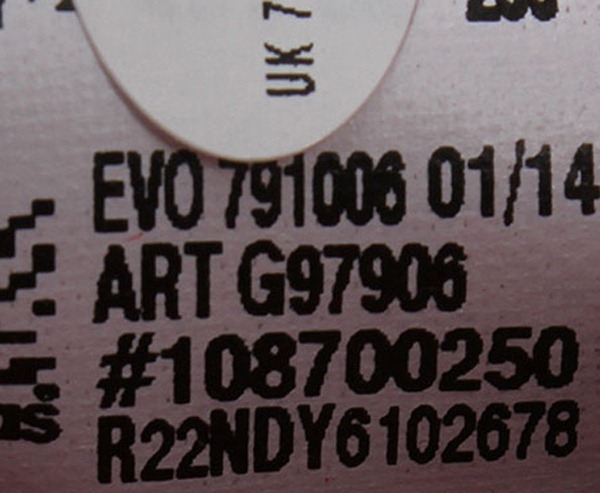 UK 7
EVO 791006 01/14
ART G97906
#108700250
R22NDY6102678